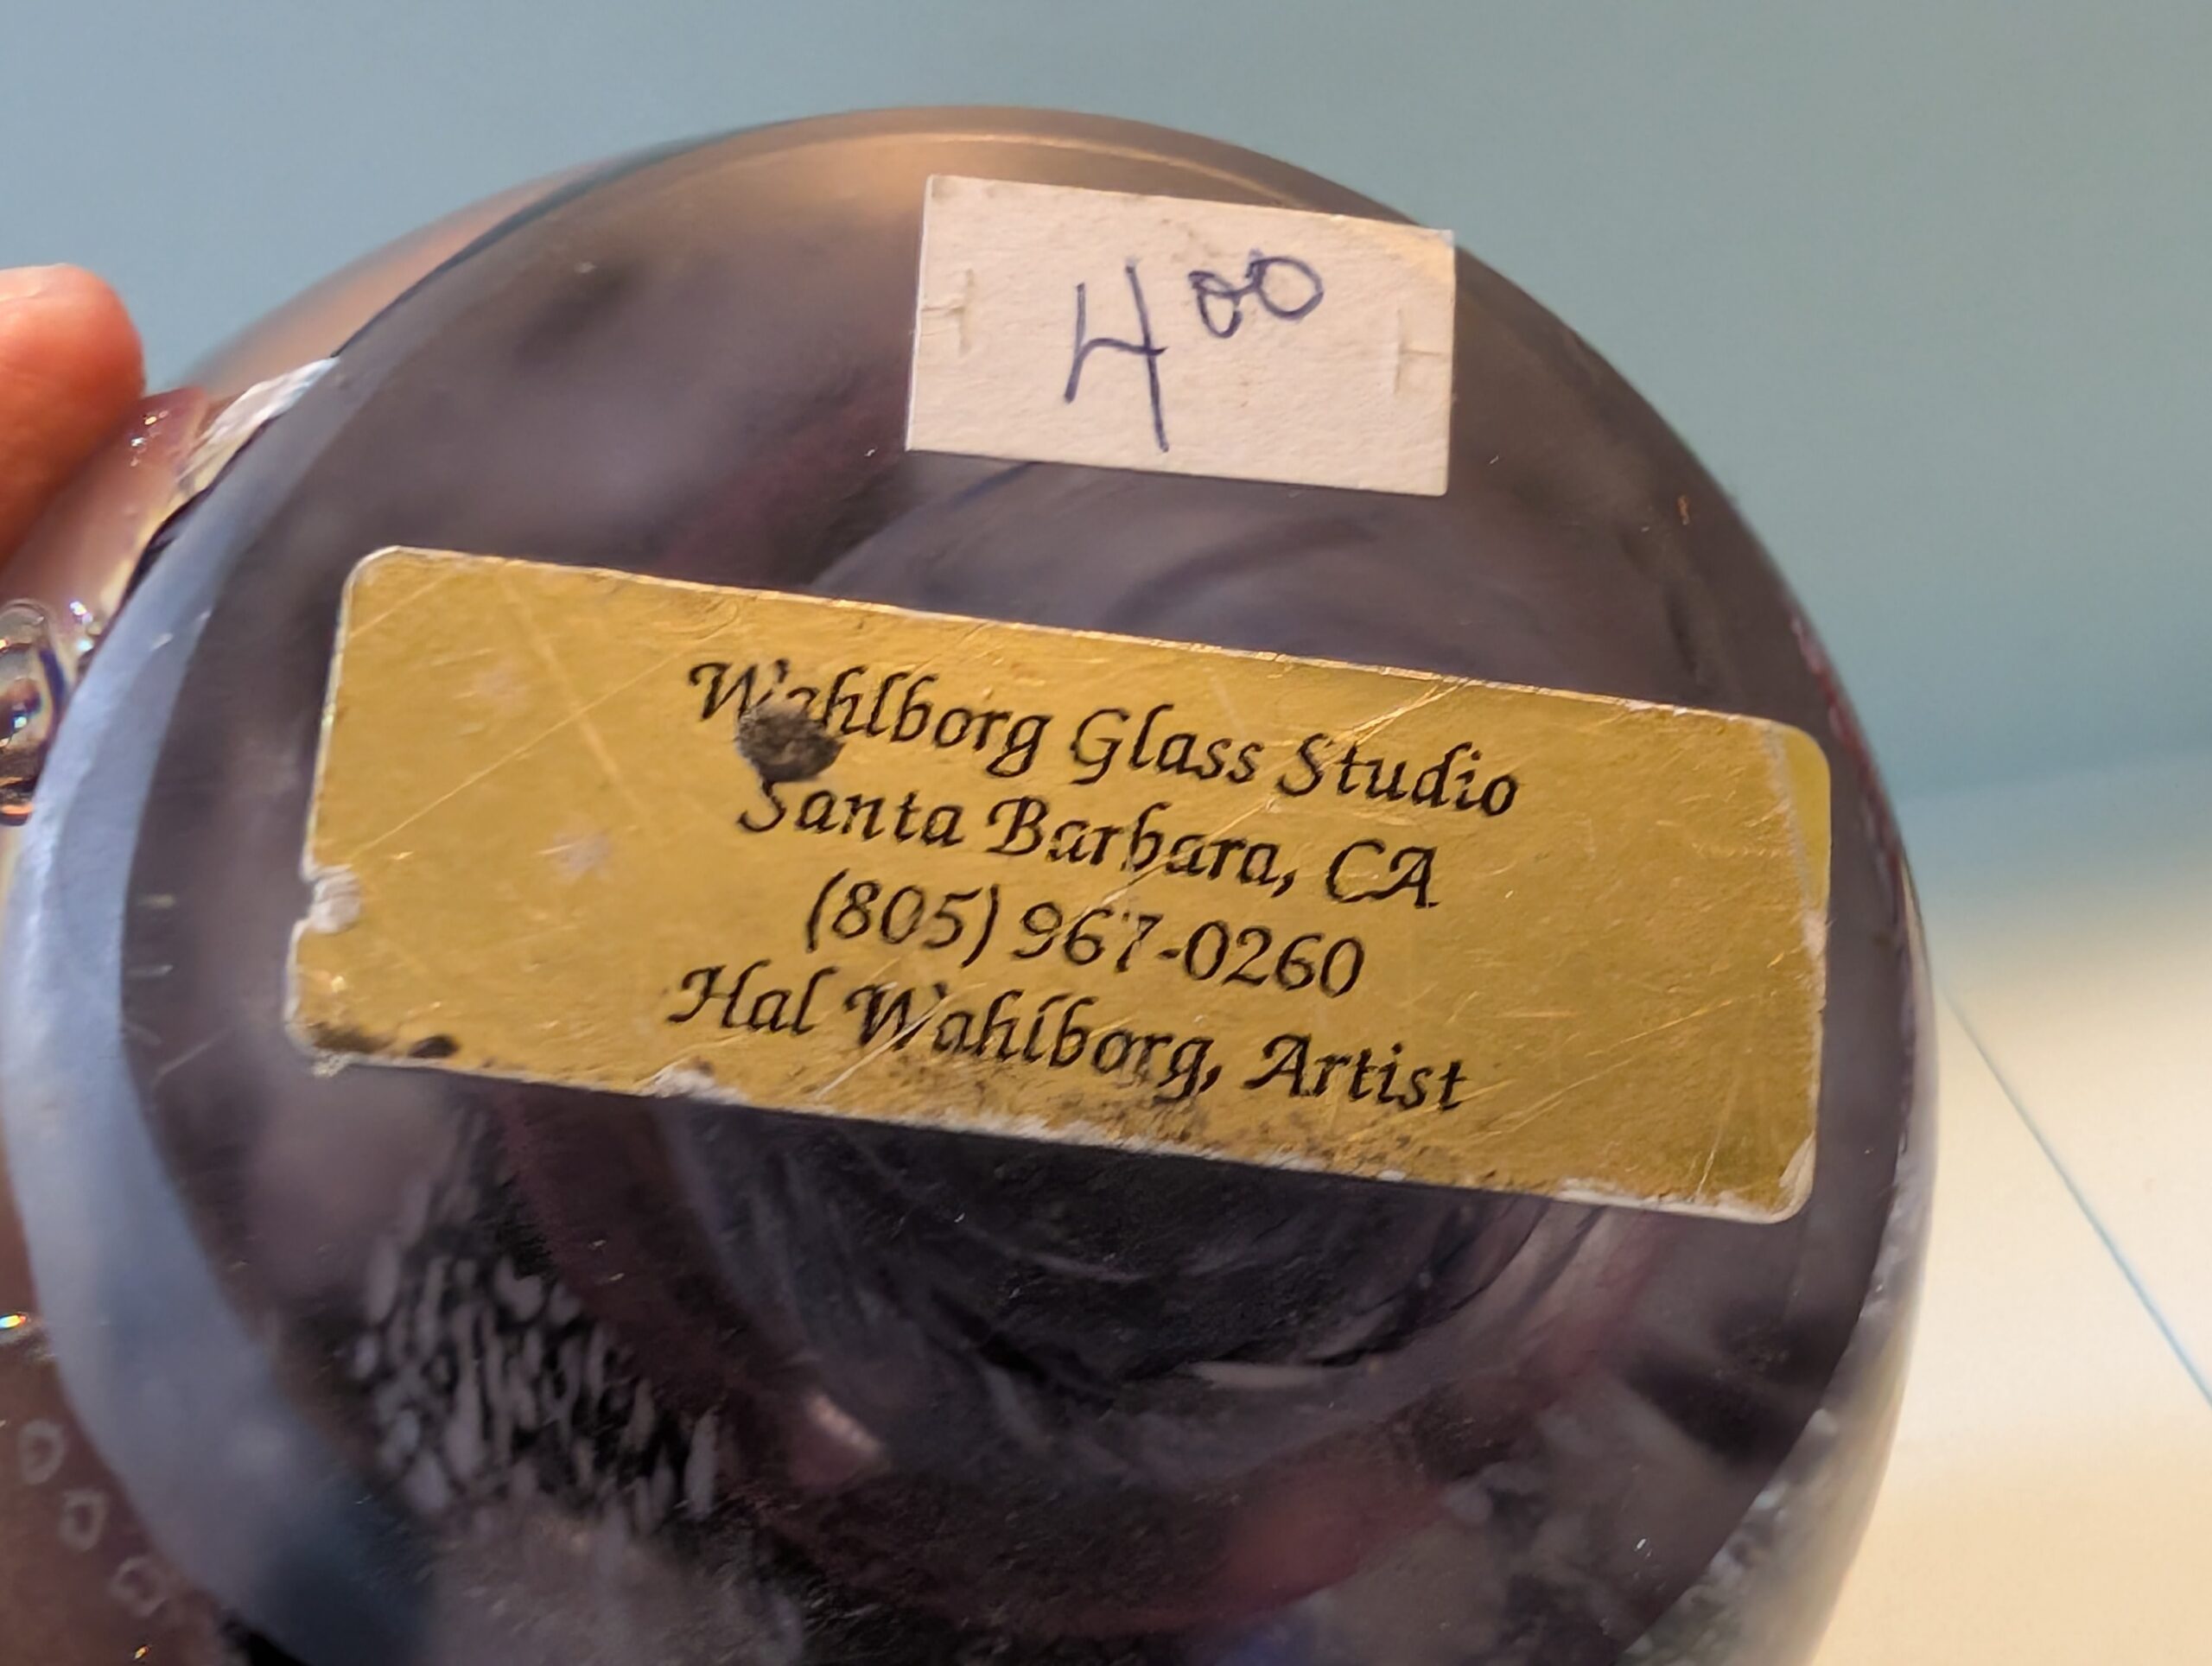 4⁰⁰
Wahlborg Glass Studio
Santa Barbara, CA
(805) 967-0260
Hal Wahlborg, Artist